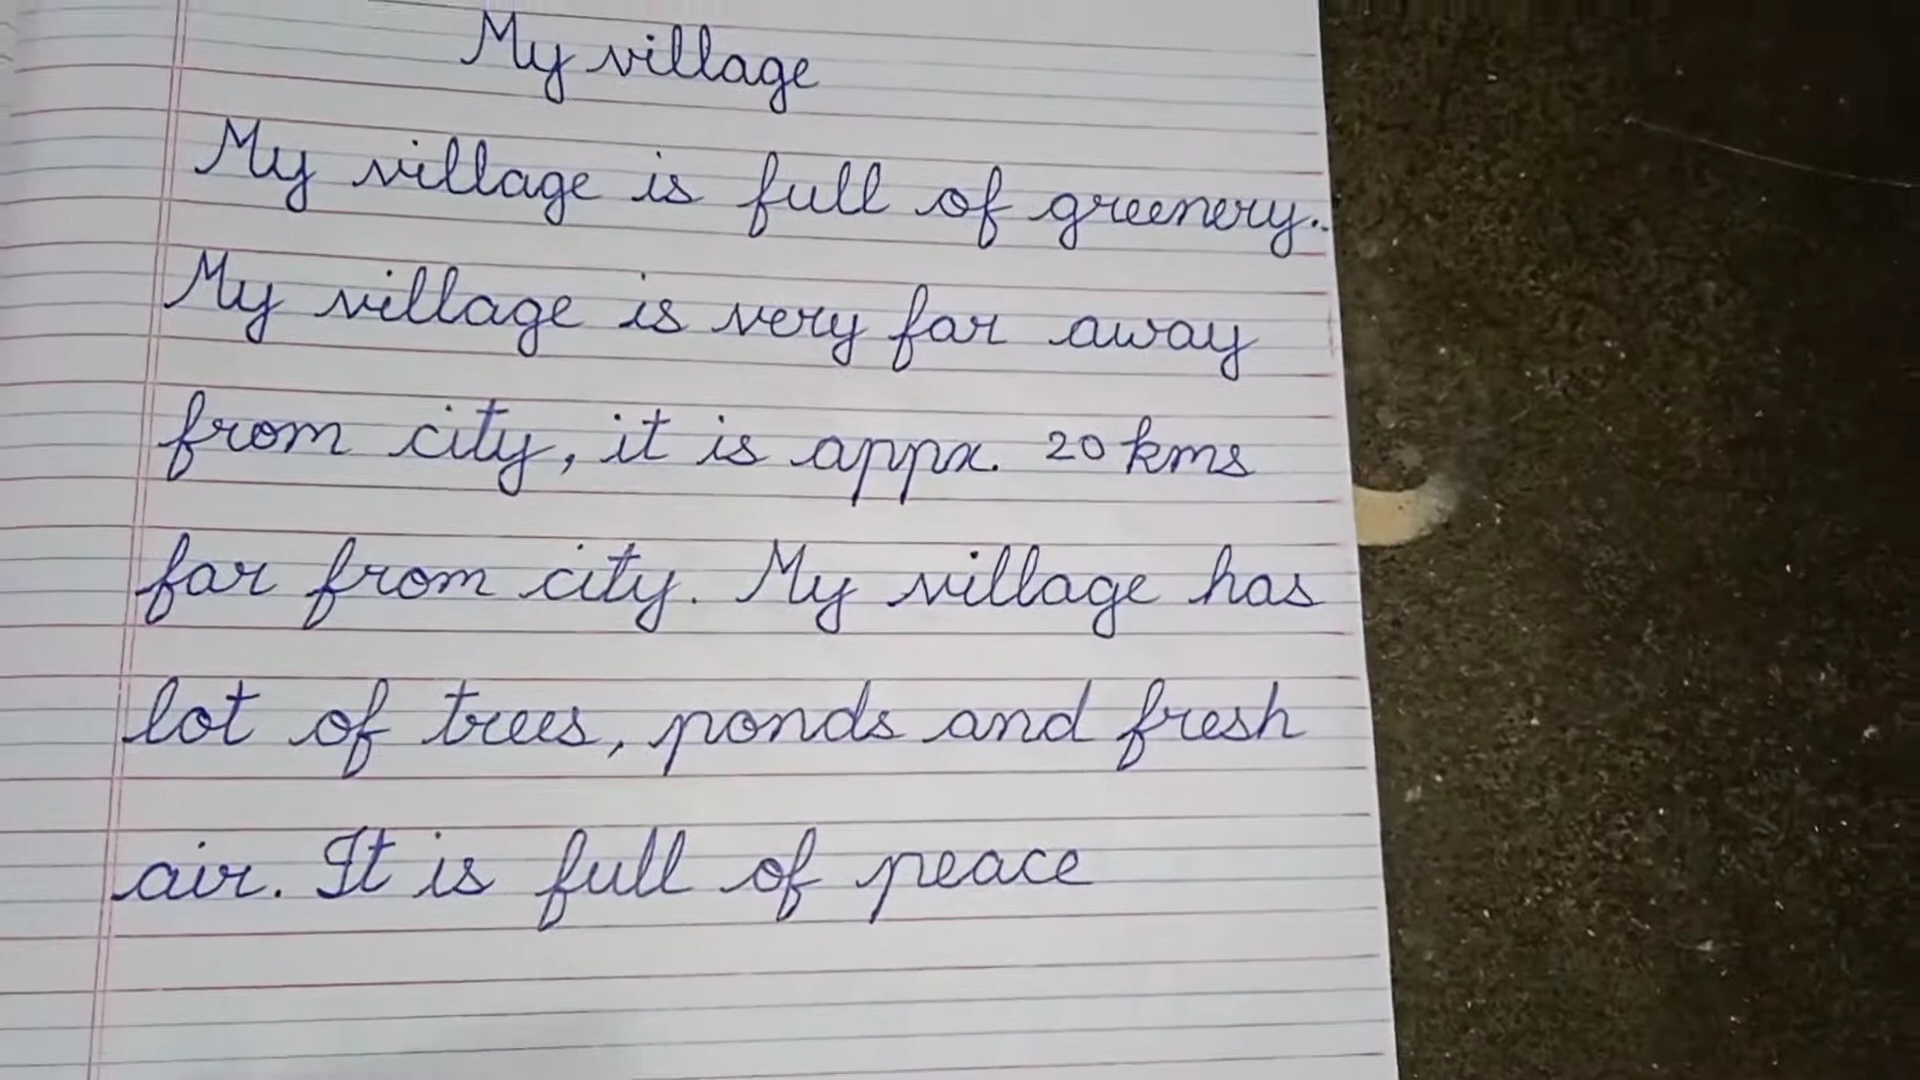 My village
My village is full of greenery.
My village is very far away
from city, it is appx. 20 kms
far from city. My village has
lot of trees, ponds and fresh
air. It is full of peace